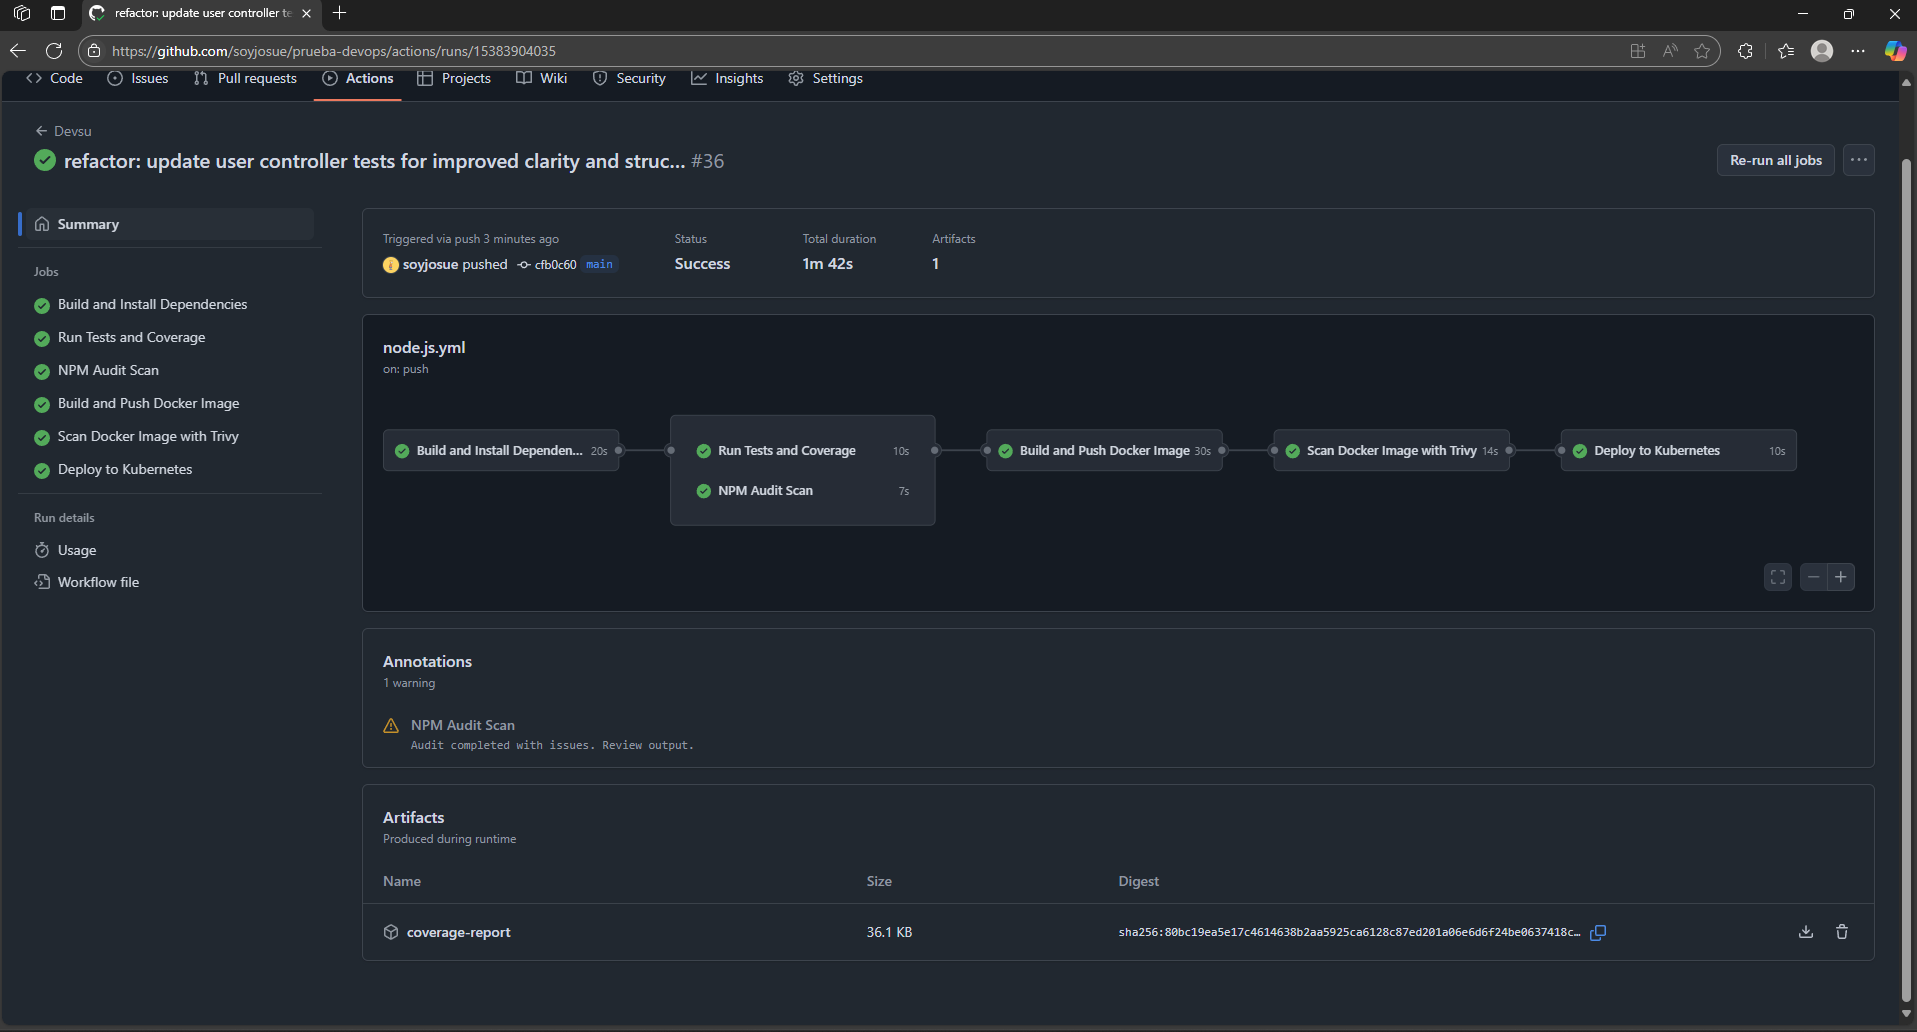 refactor: update user controller te
https://github.com/soyjosue/prueba-devops/actions/runs/15383904035
Code Issues Pull requests Actions Projects Wiki Security Insights Settings
Devsu
refactor: update user controller tests for improved clarity and struc... #36
Re-run all jobs
Summary
Jobs
Build and Install Dependencies
Run Tests and Coverage
NPM Audit Scan
Build and Push Docker Image
Scan Docker Image with Trivy
Deploy to Kubernetes
Run details
Usage
Workflow file
Triggered via push 3 minutes ago
soyjosue pushed cfb0c60 main
Status
Success
Total duration
1m 42s
Artifacts
1
node.js.yml
on: push
Build and Install Dependen... 20s
Run Tests and Coverage 10s
NPM Audit Scan 7s
Build and Push Docker Image 30s
Scan Docker Image with Trivy 14s
Deploy to Kubernetes 10s
Annotations
1 warning
NPM Audit Scan
Audit completed with issues. Review output.
Artifacts
Produced during runtime
Name Size Digest
coverage-report 36.1 KB sha256:80bc19ea5e17c4614638b2aa5925ca6128c87ed201a06e6d6f24be0637418c…